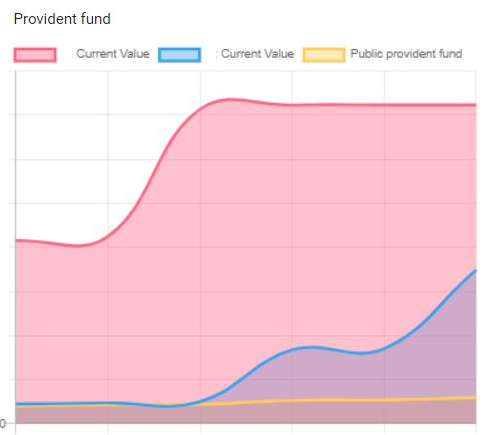 Provident fund
Current Value : Current Value Public provident fund
0